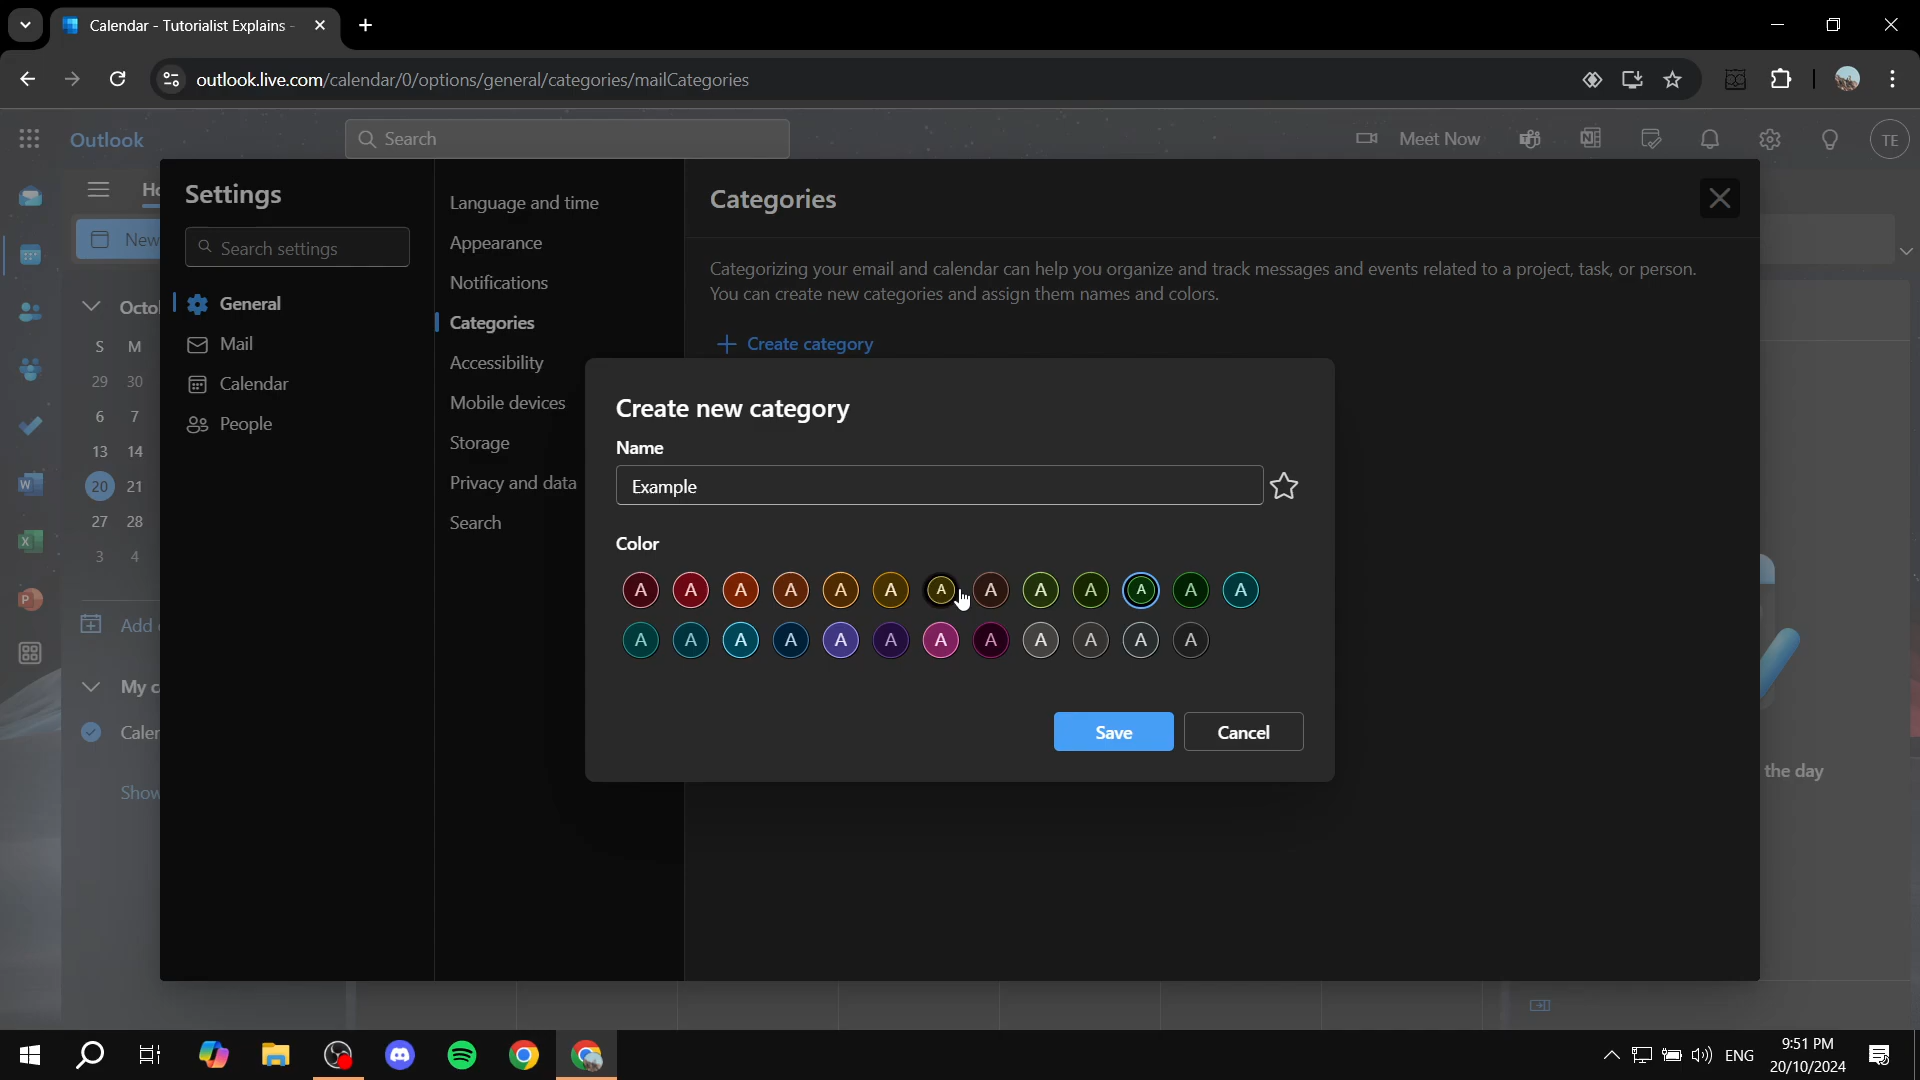 Calendar - Tutorialist Explains -
outlook.live.com/calendar/0/options/general/categories/mailCategories
Outlook
Search
Meet Now
TE
Settings
Search settings
General
Mail
Calendar
People
Language and time
Appearance
Notifications
Categories
Accessibility
Mobile devices
Storage
Privacy and data
Search
Categories
Categorizing your email and calendar can help you organize and track messages and events related to a project, task, or person.
You can create new categories and assign them names and colors.
Create category
Create new category
Name
Example
Color
A A A A A A A A A A A A A
A A A A A A A A A A A A
Save
Cancel
Ho
New
Octo
S M
29 30
6 7
13 14
20 21
27 28
3 4
Add
My c
Caler
Show
the day
ENG
9:51 PM
20/10/2024